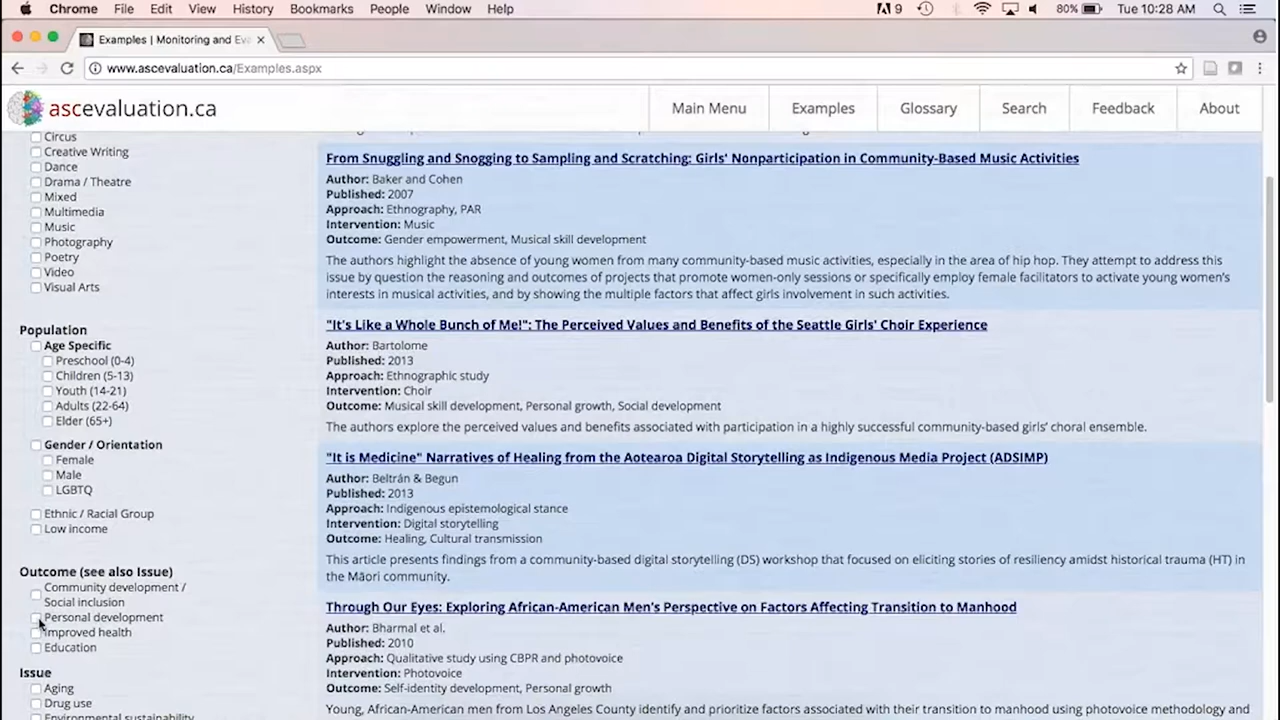 Chrome File Edit View History Bookmarks People Window Help 9 80% Tue 10:28 AM
Examples | Monitoring and Eva
www.ascevaluation.ca/Examples.aspx
ascevaluation.ca Main Menu Examples Glossary Search Feedback About
Circus
Creative Writing
Dance
Drama / Theatre
Mixed
Multimedia
Music
Photography
Poetry
Video
Visual Arts
Population
Age Specific
Preschool (0-4)
Children (5-13)
Youth (14-21)
Adults (22-64)
Elder (65+)
Gender / Orientation
Female
Male
LGBTQ
Ethnic / Racial Group
Low income
Outcome (see also Issue)
Community development /
Social inclusion
Personal development
Improved health
Education
Issue
Aging
Drug use
Environmental sustainability
From Snuggling and Snogging to Sampling and Scratching: Girls' Nonparticipation in Community-Based Music Activities
Author: Baker and Cohen
Published: 2007
Approach: Ethnography, PAR
Intervention: Music
Outcome: Gender empowerment, Musical skill development
The authors highlight the absence of young women from many community-based music activities, especially in the area of hip hop. They attempt to address this
issue by question the reasoning and outcomes of projects that promote women-only sessions or specifically employ female facilitators to activate young women's
interests in musical activities, and by showing the multiple factors that affect girls involvement in such activities.
"It's Like a Whole Bunch of Me!": The Perceived Values and Benefits of the Seattle Girls' Choir Experience
Author: Bartolome
Published: 2013
Approach: Ethnographic study
Intervention: Choir
Outcome: Musical skill development, Personal growth, Social development
The authors explore the perceived values and benefits associated with participation in a highly successful community-based girls' choral ensemble.
"It is Medicine" Narratives of Healing from the Aotearoa Digital Storytelling as Indigenous Media Project (ADSIMP)
Author: Beltrán & Begun
Published: 2013
Approach: Indigenous epistemological stance
Intervention: Digital storytelling
Outcome: Healing, Cultural transmission
This article presents findings from a community-based digital storytelling (DS) workshop that focused on eliciting stories of resiliency amidst historical trauma (HT) in
the Māori community.
Through Our Eyes: Exploring African-American Men's Perspective on Factors Affecting Transition to Manhood
Author: Bharmal et al.
Published: 2010
Approach: Qualitative study using CBPR and photovoice
Intervention: Photovoice
Outcome: Self-identity development, Personal growth
Young, African-American men from Los Angeles County identify and prioritize factors associated with their transition to manhood using photovoice methodology and